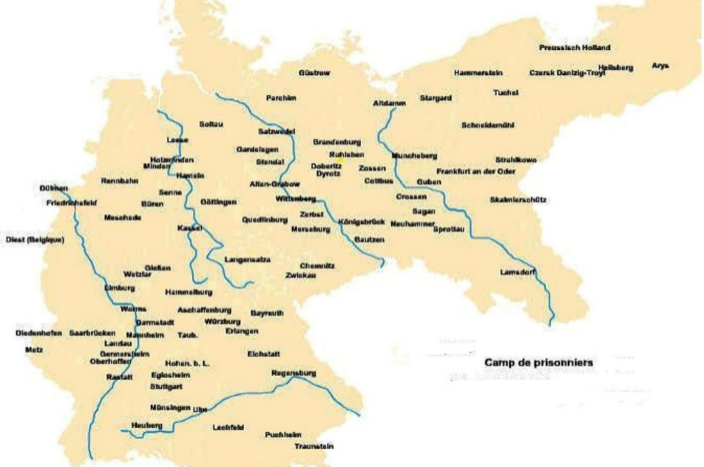 Preussisch Holland
Güstrow
Hammerstein
Czersk Dantzig-Troyl
Heilsberg
Arys
Parchim
Altdamm
Stargard
Tuchel
Soltau
Salzwedel
Schneidemühl
Leese
Gardelegen
Brandenburg
Ruhleben
Holzminden
Minden
Stendal
Doberitz
Dyrotz
Zossen
Müncheberg
Strahlkowo
Frankfurt an der Oder
Hameln
Rennbahn
Alten-Grabow
Cottbus
Guben
Dülmen
Senne
Friedrichsfeld
Büren
Göttingen
Wittenberg
Crossen
Skalmierschütz
Meschede
Quedlinburg
Zerbst
Sagan
Kassel
Merseburg
Königsbrück
Neuhammer
Sprottau
Diest (Belgique)
Bautzen
Langensalza
Gießen
Wetzlar
Chemnitz
Zwickau
Lamsdorf
Limburg
Hammelburg
Worms
Aschaffenburg
Bayreuth
Darmstadt
Würzburg
Diedenhofen
Saarbrücken
Mannheim
Taub.
Erlangen
Landau
Metz
Germersheim
Oberhoffen
Eichstatt
Hohen. b. L.
Camp de prisonniers
Rastatt
Eglosheim
Regensburg
Stuttgart
Münsingen
Ulm
Heuberg
Lechfeld
Puchheim
Traunstein